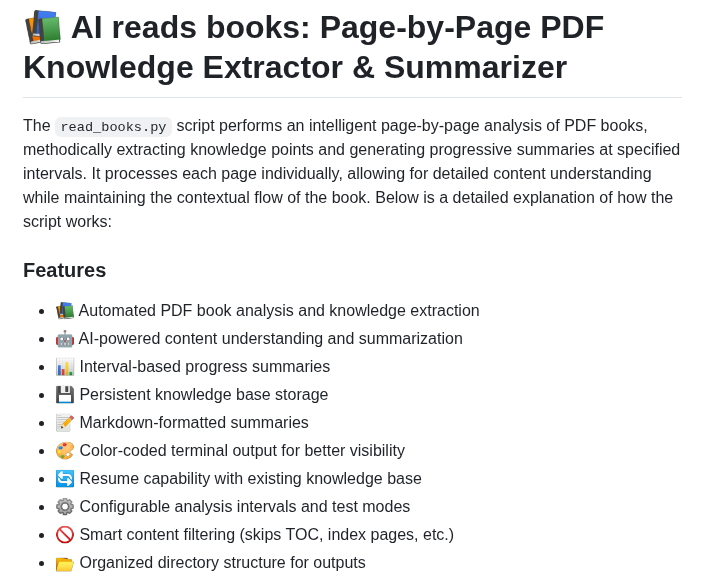 📚 AI reads books: Page-by-Page PDF
Knowledge Extractor & Summarizer
The read_books.py script performs an intelligent page-by-page analysis of PDF books,
methodically extracting knowledge points and generating progressive summaries at specified
intervals. It processes each page individually, allowing for detailed content understanding
while maintaining the contextual flow of the book. Below is a detailed explanation of how the
script works:
Features
• 📚 Automated PDF book analysis and knowledge extraction
• 🤖 AI-powered content understanding and summarization
• 📊 Interval-based progress summaries
• 💾 Persistent knowledge base storage
• 📝 Markdown-formatted summaries
• 🎨 Color-coded terminal output for better visibility
• 🔄 Resume capability with existing knowledge base
• ⚙️ Configurable analysis intervals and test modes
• 🚫 Smart content filtering (skips TOC, index pages, etc.)
• 📂 Organized directory structure for outputs